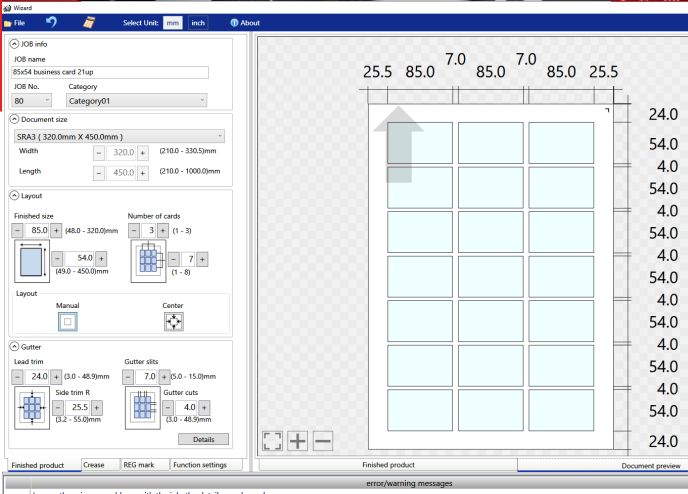 Wizard
File
Select Unit: mm inch
About
JOB info
JOB name
85x54 business card 21up
JOB No. Category
80 Category01
Document size
SRA3 ( 320.0mm X 450.0mm )
Width − 320.0 + (210.0 - 330.5)mm
Length − 450.0 + (210.0 - 1000.0)mm
Layout
Finished size Number of cards
− 85.0 + (48.0 - 320.0)mm − 3 + (1 - 3)
− 54.0 + − 7 +
(49.0 - 450.0)mm (1 - 8)
Layout
Manual Center
Gutter
Lead trim Gutter slits
− 24.0 + (3.0 - 48.9)mm − 7.0 + (5.0 - 15.0)mm
Side trim R Gutter cuts
− 25.5 + − 4.0 +
(3.2 - 55.0)mm (3.0 - 48.9)mm
Details
Finished product Crease REG mark Function settings
7.0 7.0
25.5 85.0 85.0 85.0 25.5
24.0
54.0
4.0
54.0
4.0
54.0
4.0
54.0
4.0
54.0
4.0
54.0
4.0
54.0
24.0
Finished product Document preview
error/warning messages